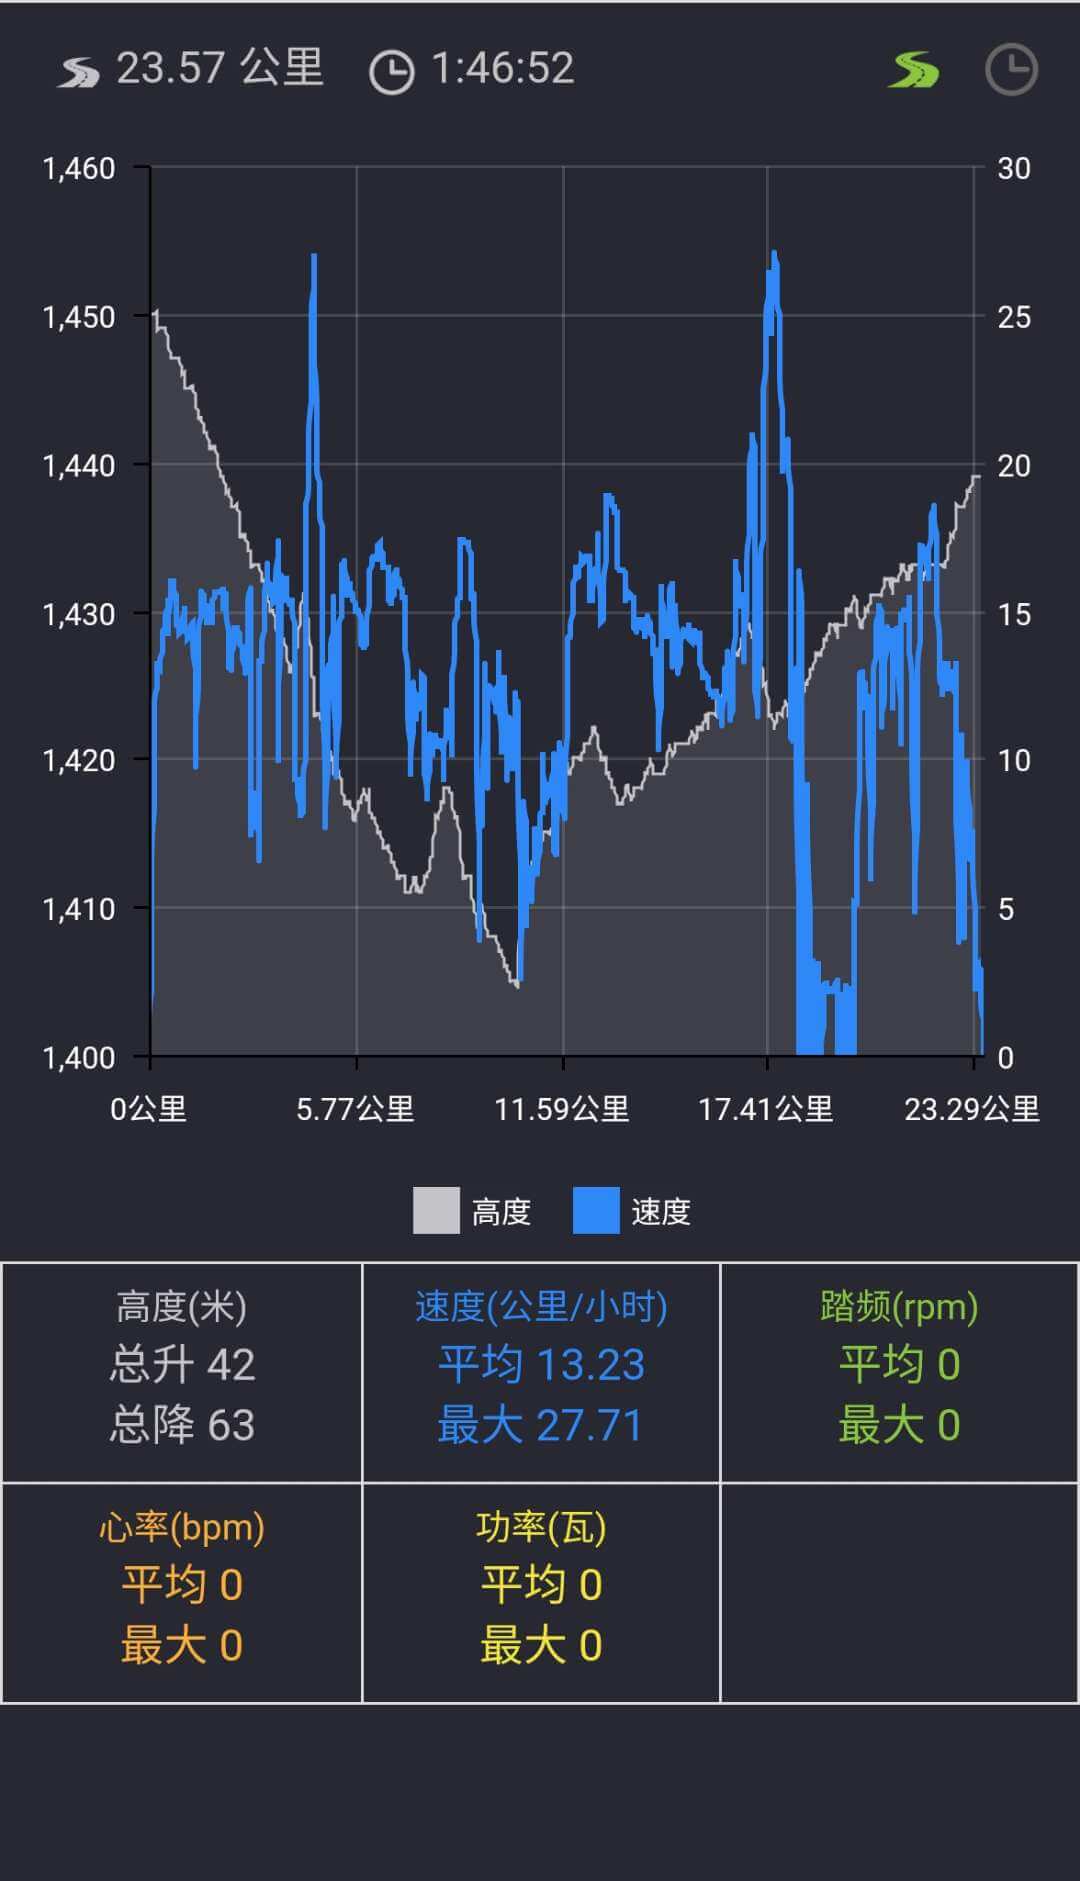 23.57 公里 1:46:52
1,460 30
1,450 25
1,440 20
1,430 15
1,420 10
1,410 5
1,400 0
0公里 5.77公里 11.59公里 17.41公里 23.29公里
高度 速度
高度(米)
总升 42
总降 63
速度(公里/小时)
平均 13.23
最大 27.71
踏频(rpm)
平均 0
最大 0
心率(bpm)
平均 0
最大 0
功率(瓦)
平均 0
最大 0